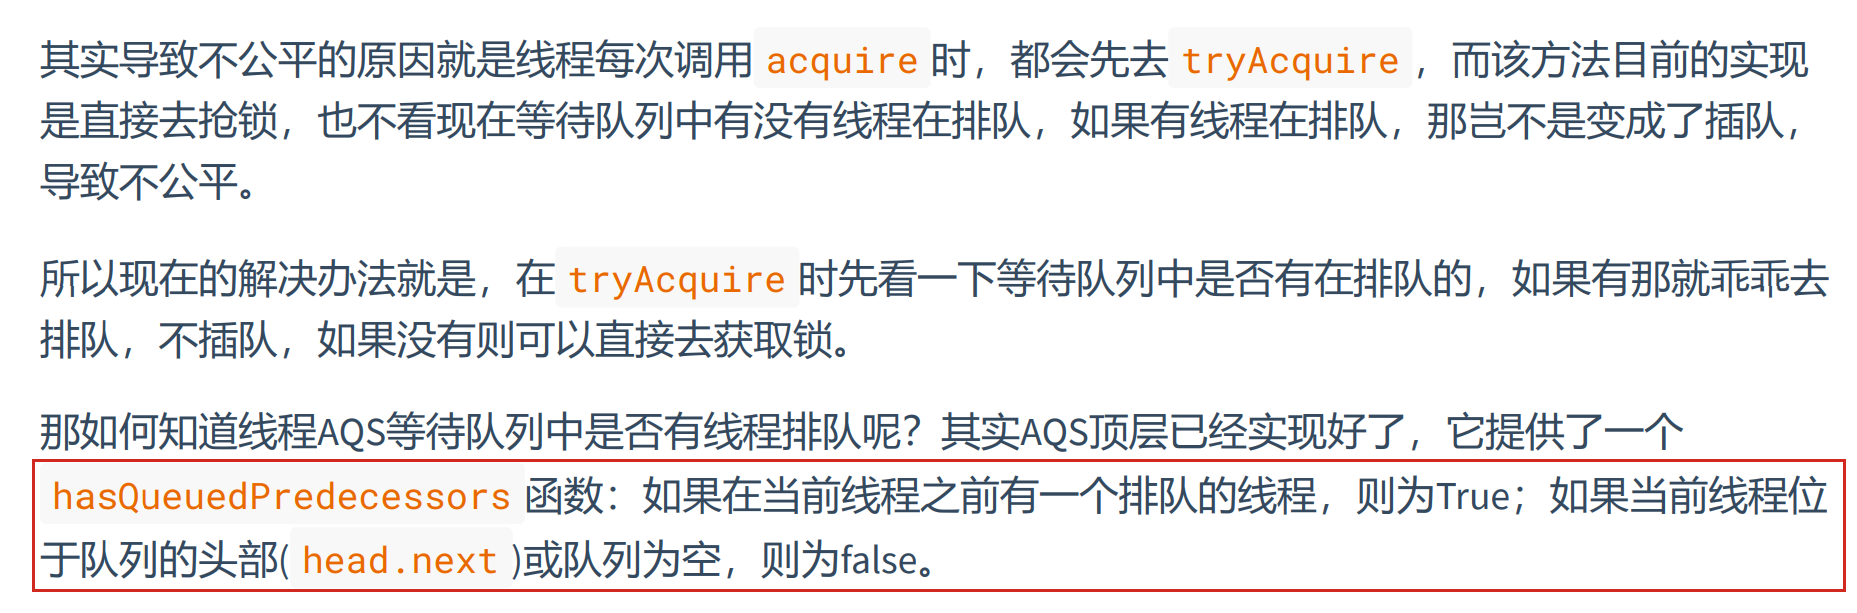 其实导致不公平的原因就是线程每次调用 acquire 时，都会先去 tryAcquire ，而该方法目前的实现
是直接去抢锁，也不看现在等待队列中有没有线程在排队，如果有线程在排队，那岂不是变成了插队，
导致不公平。
所以现在的解决办法就是，在 tryAcquire 时先看一下等待队列中是否有在排队的，如果有那就乖乖去
排队，不插队，如果没有则可以直接去获取锁。
那如何知道线程AQS等待队列中是否有线程排队呢？其实AQS顶层已经实现好了，它提供了一个
hasQueuedPredecessors 函数：如果在当前线程之前有一个排队的线程，则为True；如果当前线程位
于队列的头部( head.next )或队列为空，则为false。